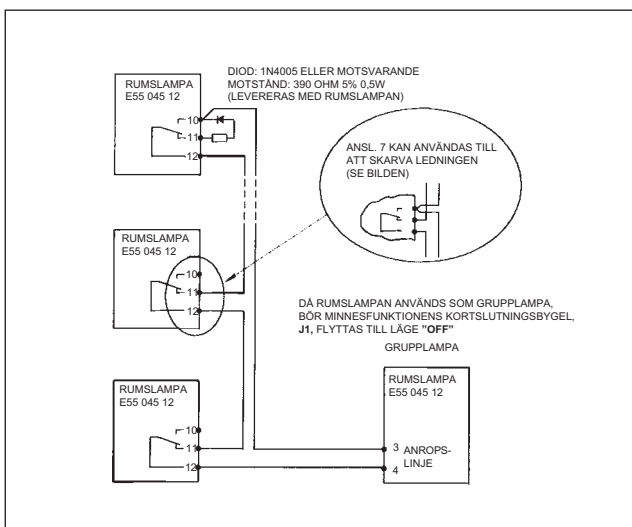 DIOD: 1N4005 ELLER MOTSVARANDE
MOTSTÅND: 390 OHM 5% 0,5W
(LEVERERAS MED RUMSLAMPAN)
RUMSLAMPA
E55 045 12
10
11
12
ANSL. 7 KAN ANVÄNDAS TILL
ATT SKARVA LEDNINGEN
(SE BILDEN)
RUMSLAMPA
E55 045 12
10
11
12
DÅ RUMSLAMPAN ANVÄNDS SOM GRUPPLAMPA,
BÖR MINNESFUNKTIONENS KORTSLUTNINGSBYGEL,
J1, FLYTTAS TILL LÄGE "OFF"
GRUPPLAMPA
RUMSLAMPA
E55 045 12
10
11
12
RUMSLAMPA
E55 045 12
3 ANROPS-
4 LINJE